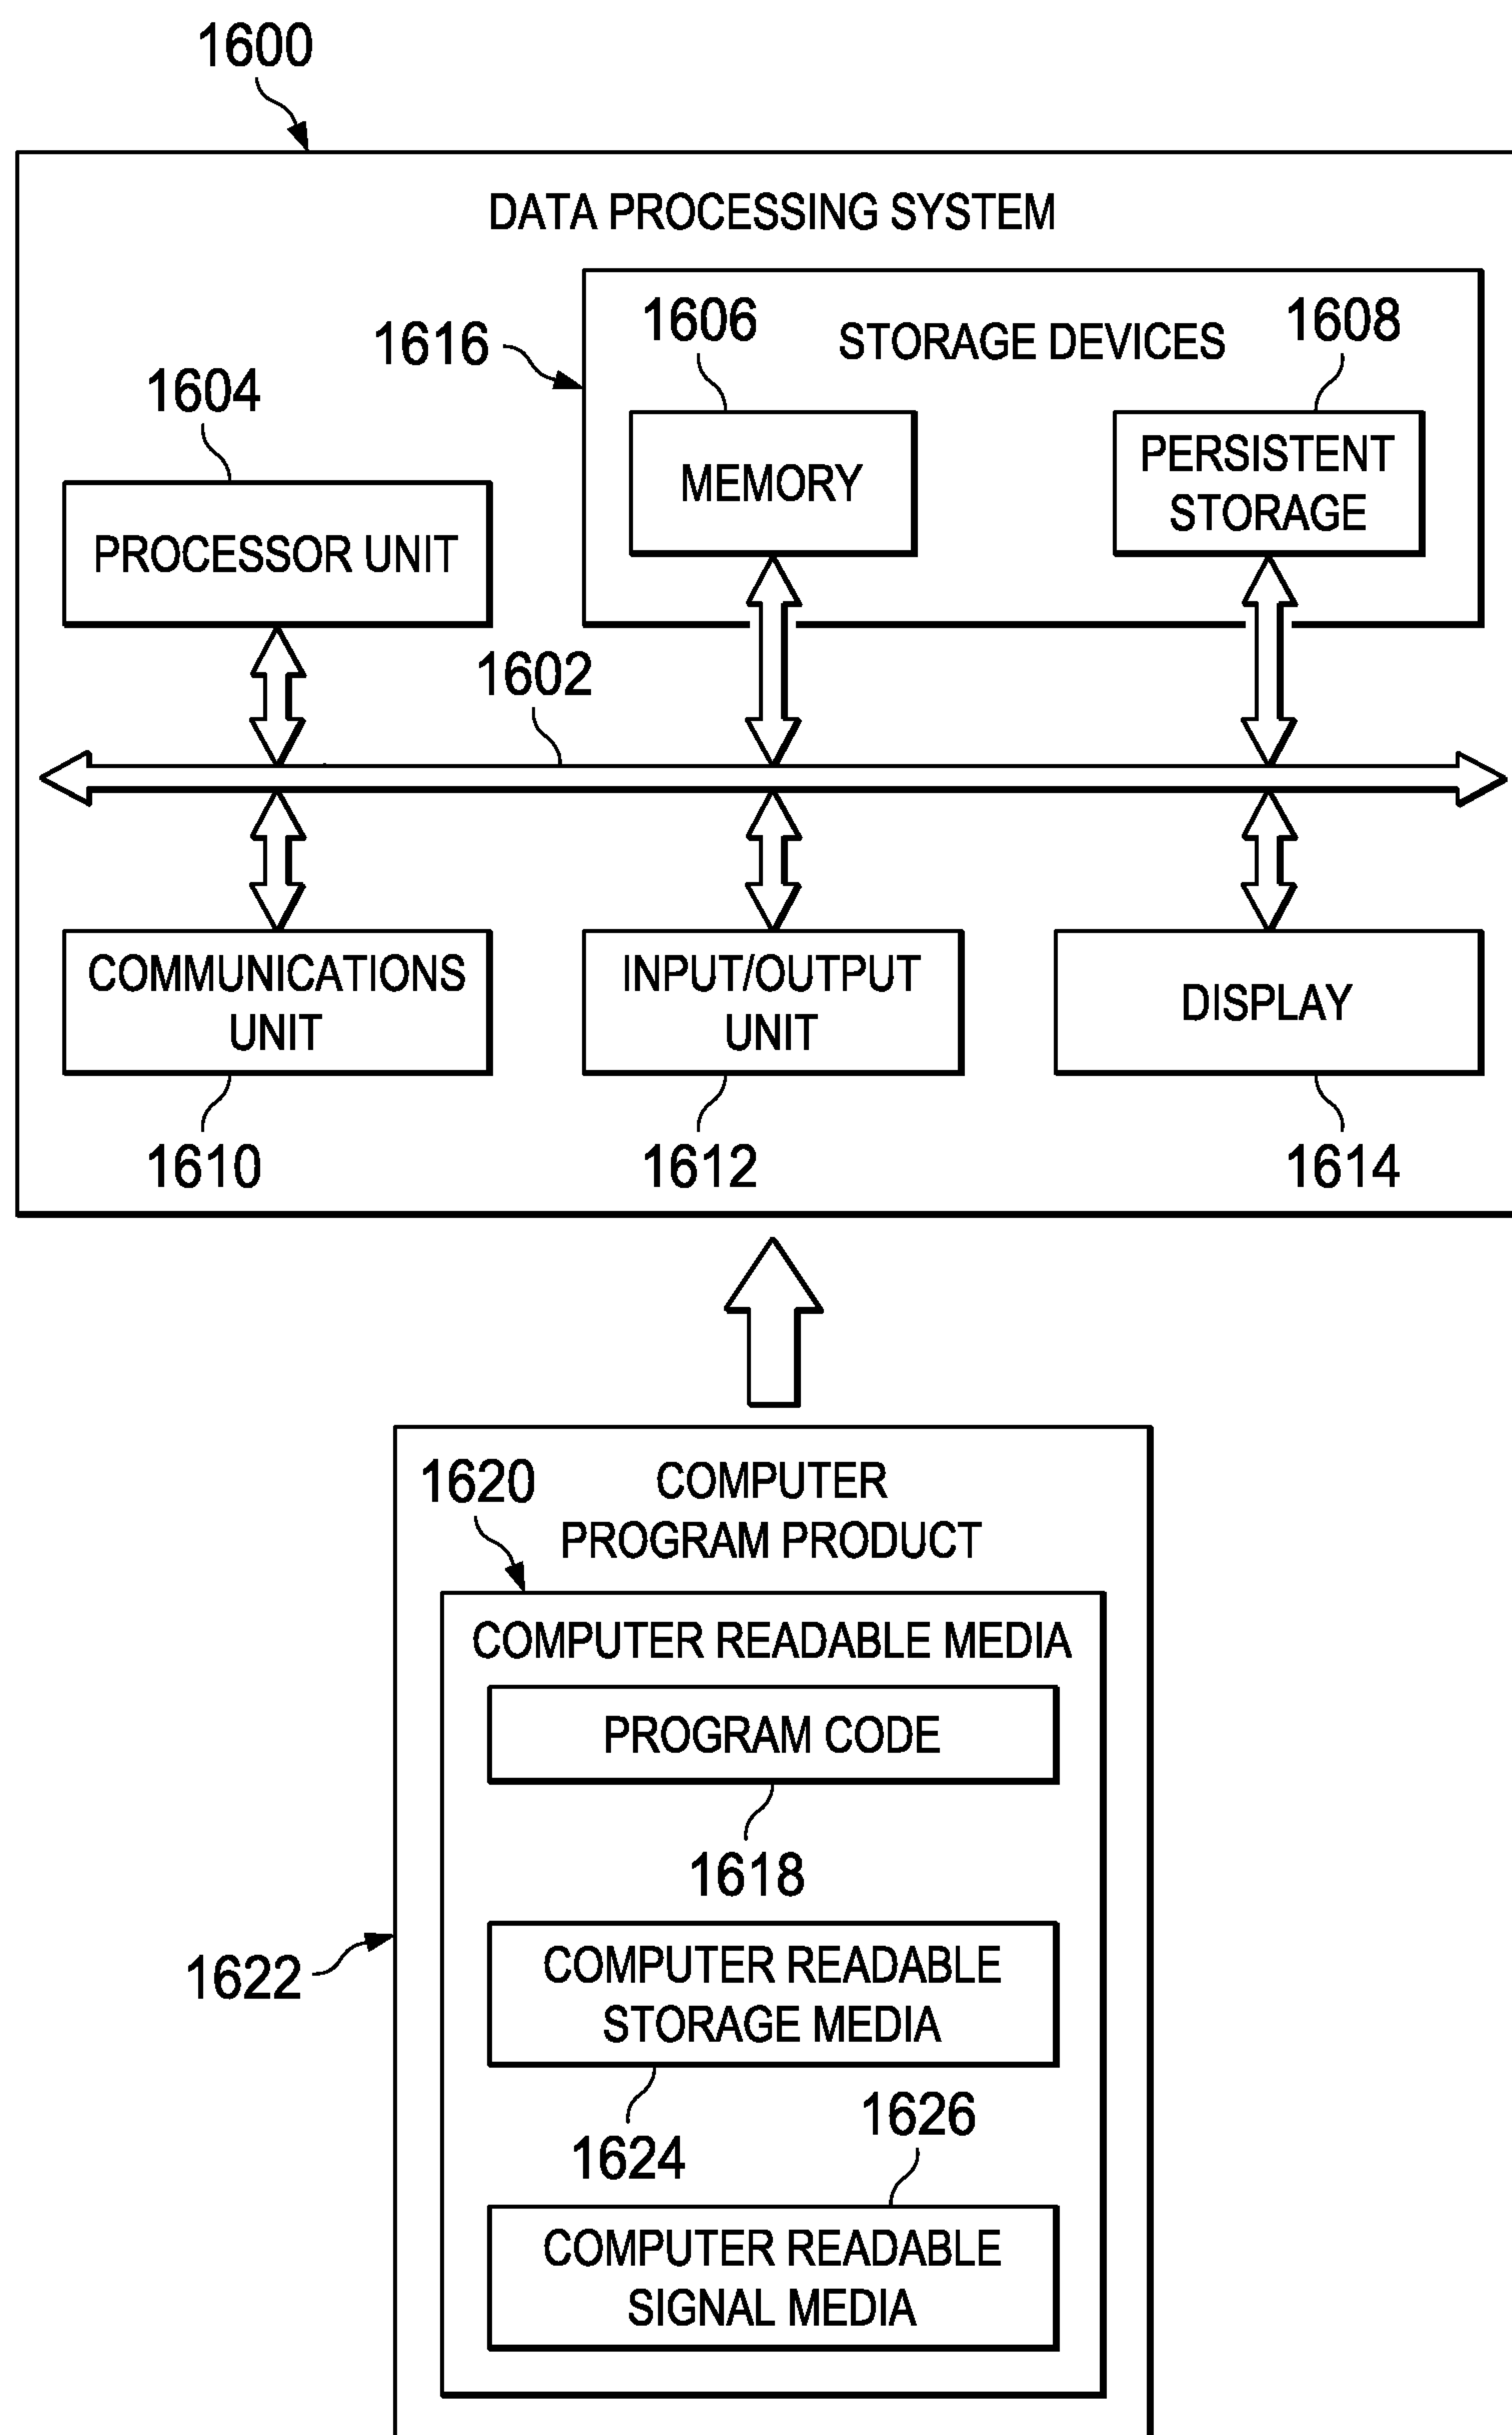 1600
DATA PROCESSING SYSTEM
1616
1606
STORAGE DEVICES
1608
1604
MEMORY
PERSISTENT
STORAGE
PROCESSOR UNIT
1602
COMMUNICATIONS
UNIT
INPUT/OUTPUT
UNIT
DISPLAY
1610
1612
1614
1620
COMPUTER
PROGRAM PRODUCT
COMPUTER READABLE MEDIA
PROGRAM CODE
1618
1622
COMPUTER READABLE
STORAGE MEDIA
1624
1626
COMPUTER READABLE
SIGNAL MEDIA